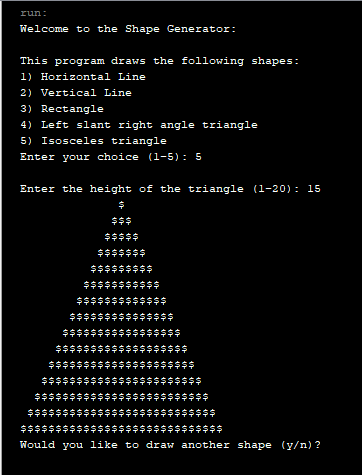 run:
Welcome to the Shape Generator:

This program draws the following shapes:
1) Horizontal Line
2) Vertical Line
3) Rectangle
4) Left slant right angle triangle
5) Isosceles triangle
Enter your choice (1-5): 5

Enter the height of the triangle (1-20): 15
              $
             $$$
            $$$$$
           $$$$$$$
          $$$$$$$$$
         $$$$$$$$$$$
        $$$$$$$$$$$$$
       $$$$$$$$$$$$$$$
      $$$$$$$$$$$$$$$$$
     $$$$$$$$$$$$$$$$$$$
    $$$$$$$$$$$$$$$$$$$$$
   $$$$$$$$$$$$$$$$$$$$$$$
  $$$$$$$$$$$$$$$$$$$$$$$$$
 $$$$$$$$$$$$$$$$$$$$$$$$$$$
$$$$$$$$$$$$$$$$$$$$$$$$$$$$$
Would you like to draw another shape (y/n)?